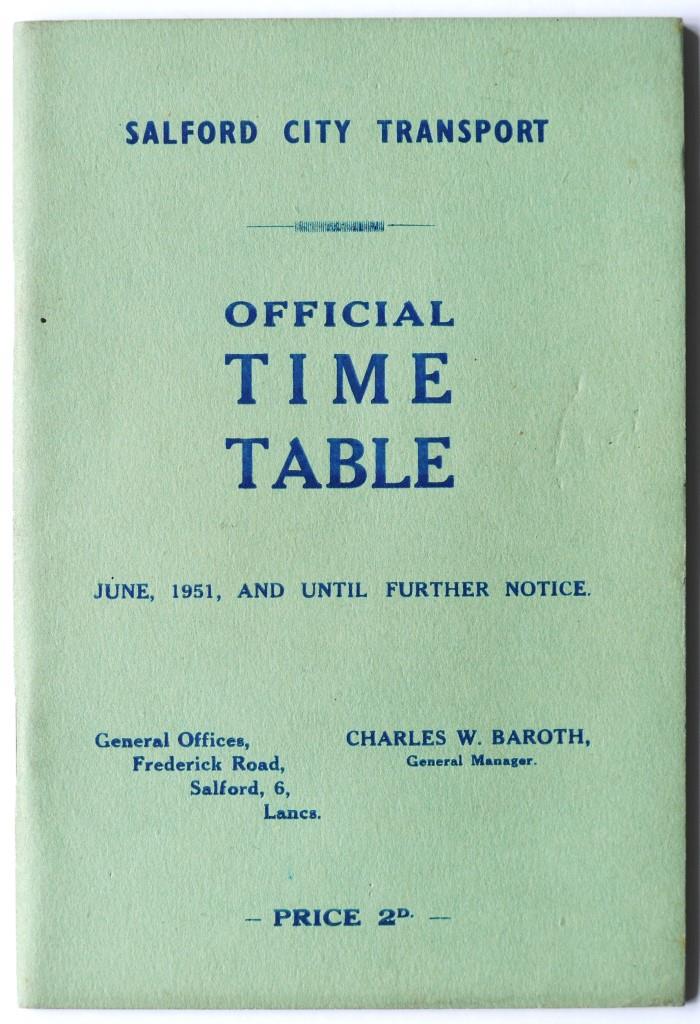 SALFORD CITY TRANSPORT
OFFICIAL
TIME
TABLE
JUNE, 1951, AND UNTIL FURTHER NOTICE.
General Offices,
Frederick Road,
Salford, 6,
Lancs.
CHARLES W. BAROTH,
General Manager.
– PRICE 2D. –